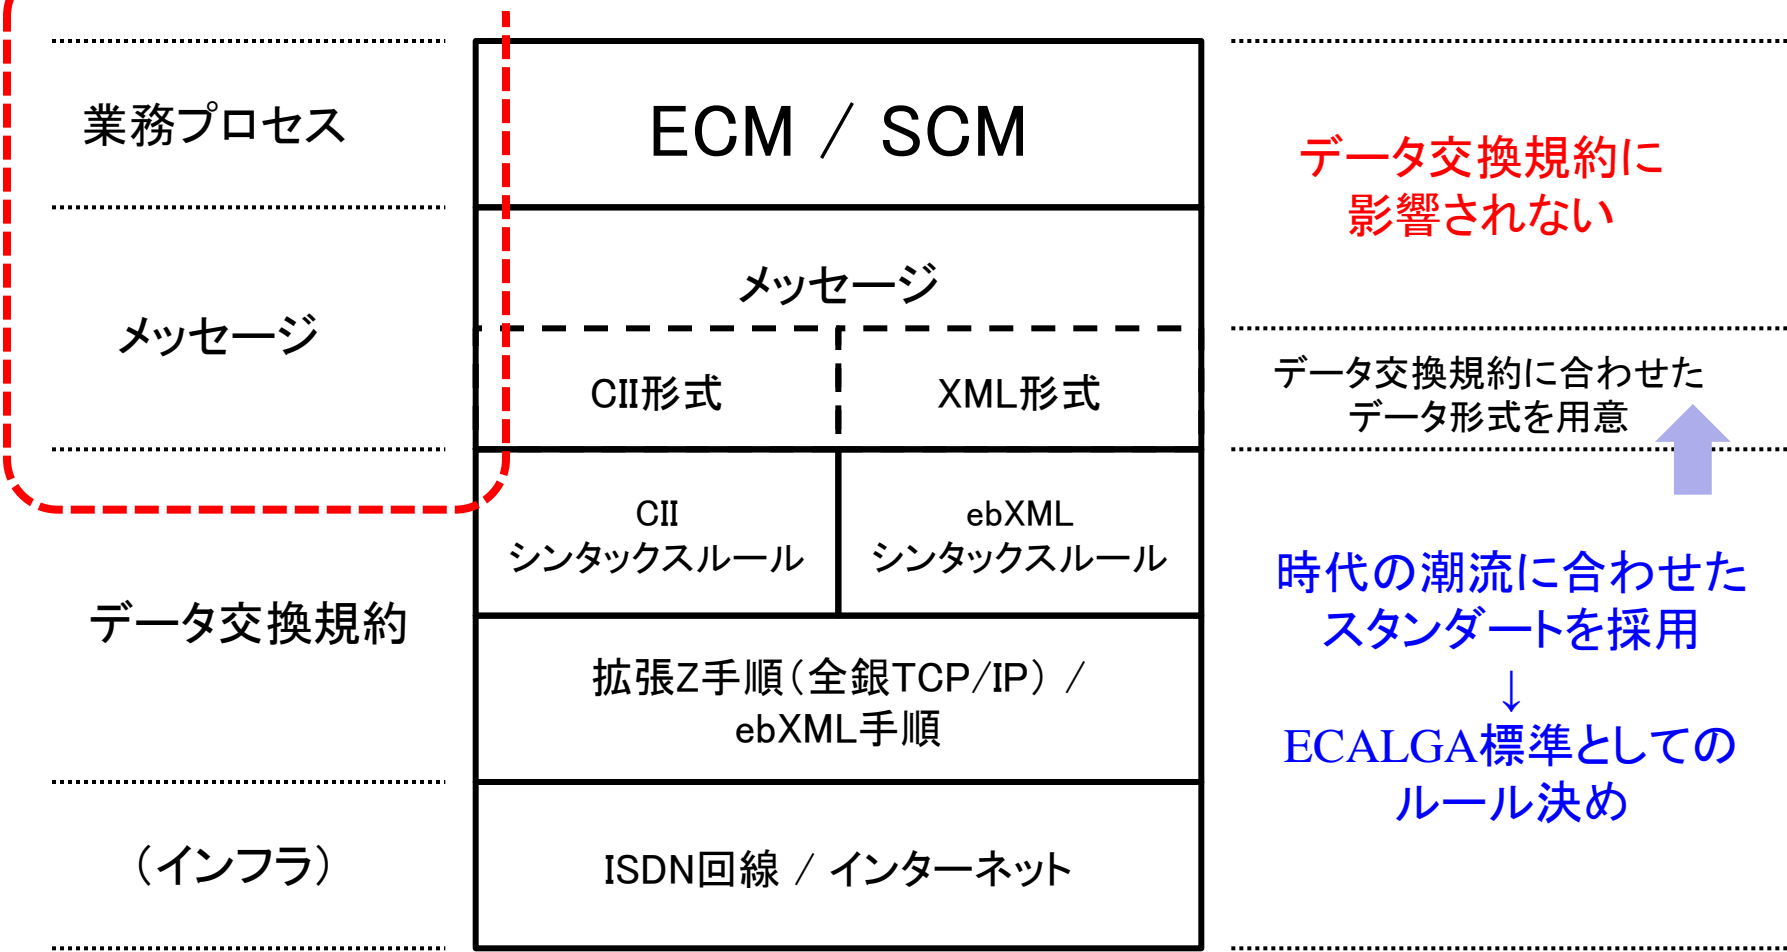 業務プロセス
ECM / SCM
データ交換規約に
影響されない
メッセージ
メッセージ
CII形式
XML形式
データ交換規約に合わせた
データ形式を用意
データ交換規約
CII
シンタックスルール
ebXML
シンタックスルール
拡張Z手順（全銀TCP/IP） /
ebXML手順
時代の潮流に合わせた
スタンダートを採用
↓
ECALGA標準としての
ルール決め
（インフラ）
ISDN回線 / インターネット